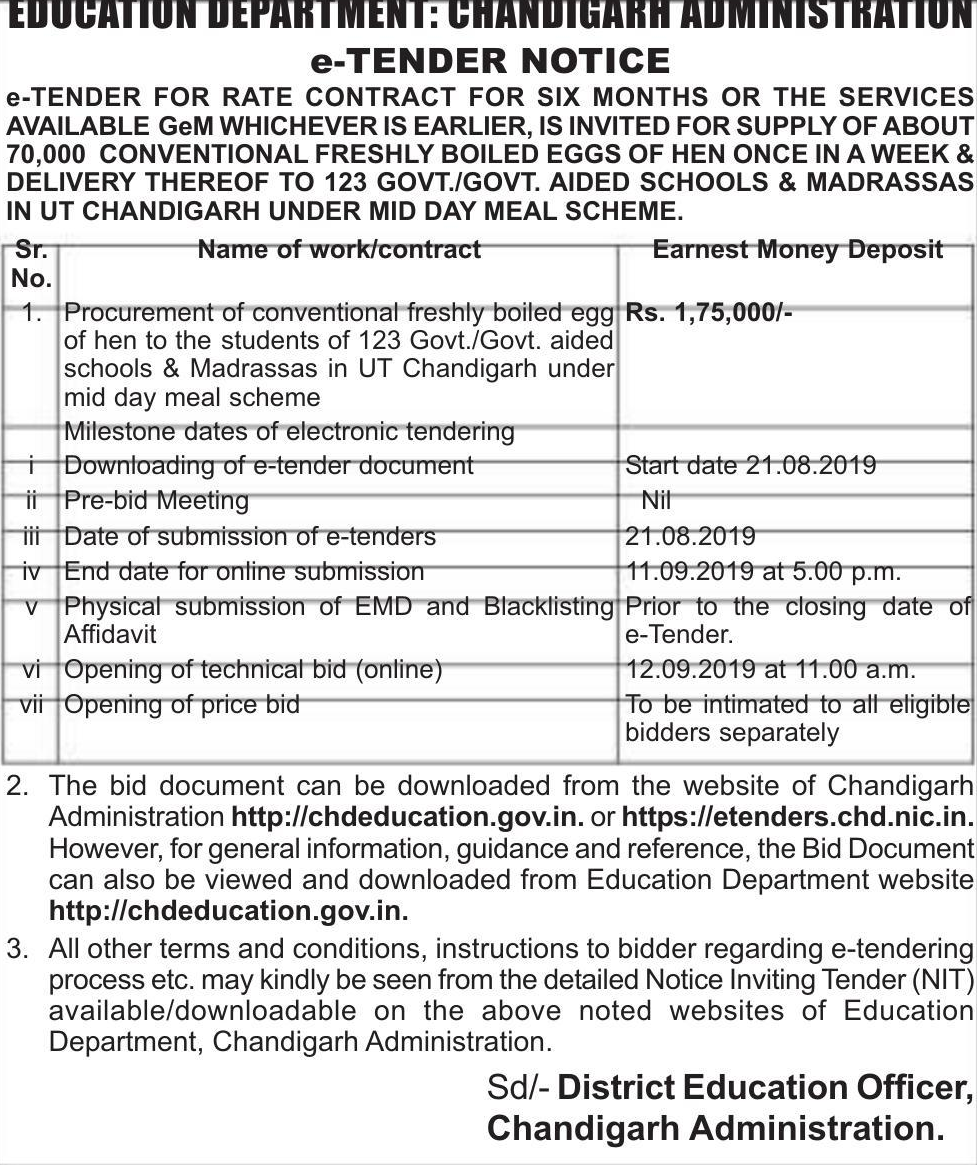 EDUCATION DEPARTMENT: CHANDIGARH ADMINISTRATION
e-TENDER NOTICE
e-TENDER FOR RATE CONTRACT FOR SIX MONTHS OR THE SERVICES
AVAILABLE GeM WHICHEVER IS EARLIER, IS INVITED FOR SUPPLY OF ABOUT
70,000 CONVENTIONAL FRESHLY BOILED EGGS OF HEN ONCE IN A WEEK &
DELIVERY THEREOF TO 123 GOVT./GOVT. AIDED SCHOOLS & MADRASSAS
IN UT CHANDIGARH UNDER MID DAY MEAL SCHEME.
Sr. Name of work/contract Earnest Money Deposit
No.
1. Procurement of conventional freshly boiled egg Rs. 1,75,000/-
of hen to the students of 123 Govt./Govt. aided
schools & Madrassas in UT Chandigarh under
mid day meal scheme
Milestone dates of electronic tendering
i Downloading of e-tender document Start date 21.08.2019
ii Pre-bid Meeting Nil
iii Date of submission of e-tenders 21.08.2019
iv End date for online submission 11.09.2019 at 5.00 p.m.
v Physical submission of EMD and Blacklisting Prior to the closing date of
Affidavit e-Tender.
vi Opening of technical bid (online) 12.09.2019 at 11.00 a.m.
vii Opening of price bid To be intimated to all eligible
bidders separately
2. The bid document can be downloaded from the website of Chandigarh
Administration http://chdeducation.gov.in. or https://etenders.chd.nic.in.
However, for general information, guidance and reference, the Bid Document
can also be viewed and downloaded from Education Department website
http://chdeducation.gov.in.
3. All other terms and conditions, instructions to bidder regarding e-tendering
process etc. may kindly be seen from the detailed Notice Inviting Tender (NIT)
available/downloadable on the above noted websites of Education
Department, Chandigarh Administration.
Sd/- District Education Officer,
Chandigarh Administration.